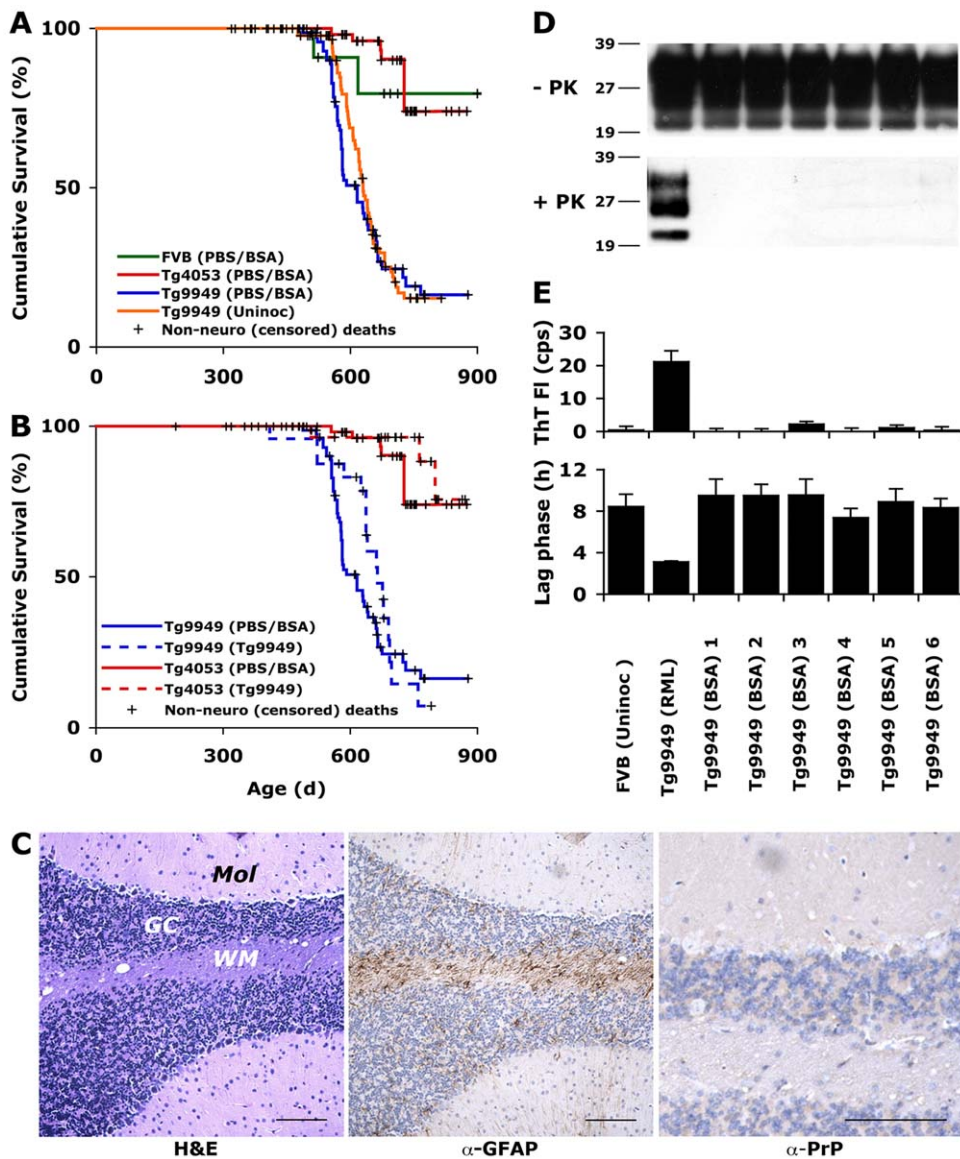 A
Cumulative Survival (%)
100
50
0
0 300 600 900
FVB (PBS/BSA)
Tg4053 (PBS/BSA)
Tg9949 (PBS/BSA)
Tg9949 (Uninoc)
+ Non-neuro (censored) deaths
B
Cumulative Survival (%)
100
50
0
0 300 600 900
Tg9949 (PBS/BSA)
Tg9949 (Tg9949)
Tg4053 (PBS/BSA)
Tg4053 (Tg9949)
+ Non-neuro (censored) deaths
Age (d)
D
- PK
39
27
19
+ PK
39
27
19
E
ThT Fl (cps)
30
20
10
0
Lag phase (h)
12
8
4
0
FVB (Uninoc )
Tg9949 (RML)
Tg9949 (BSA) 1
Tg9949 (BSA) 2
Tg9949 (BSA) 3
Tg9949 (BSA) 4
Tg9949 (BSA) 5
Tg9949 (BSA) 6
C
Mol
GC
WM
H&E
α-GFAP
α-PrP